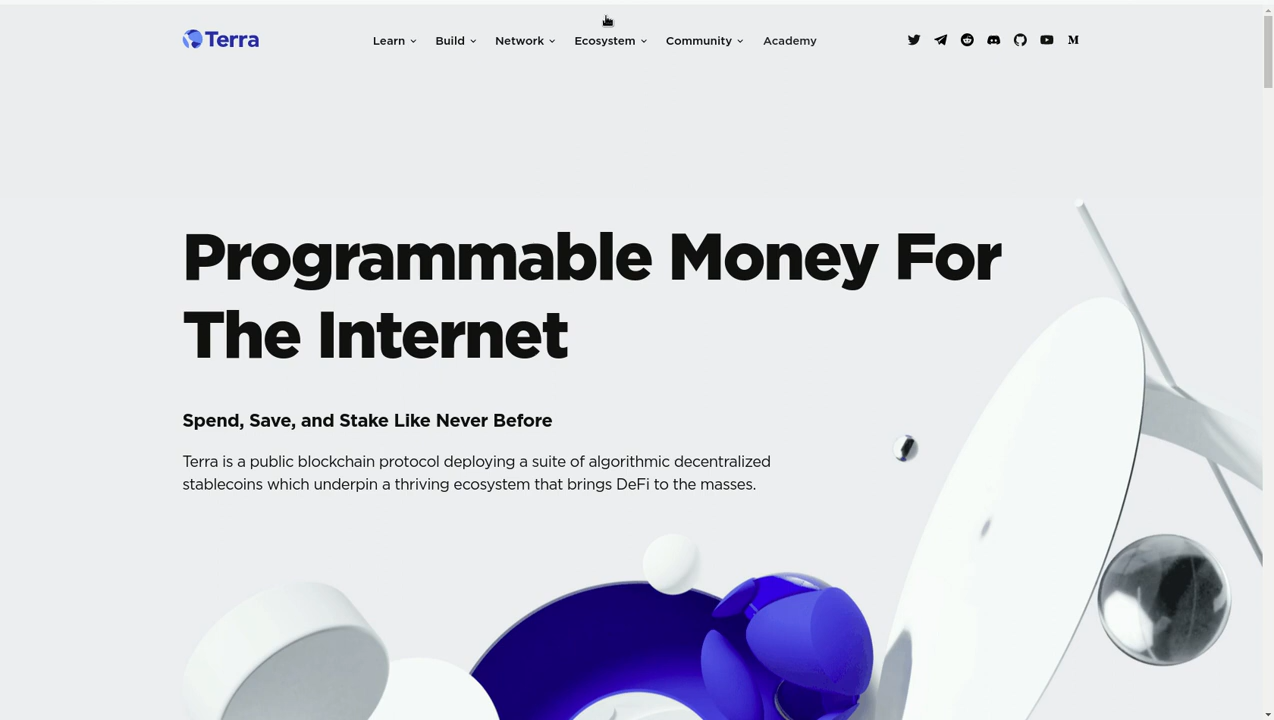 Terra
Learn
Build
Network
Ecosystem
Community
Academy
Programmable Money For
The Internet
Spend, Save, and Stake Like Never Before
Terra is a public blockchain protocol deploying a suite of algorithmic decentralized
stablecoins which underpin a thriving ecosystem that brings DeFi to the masses.